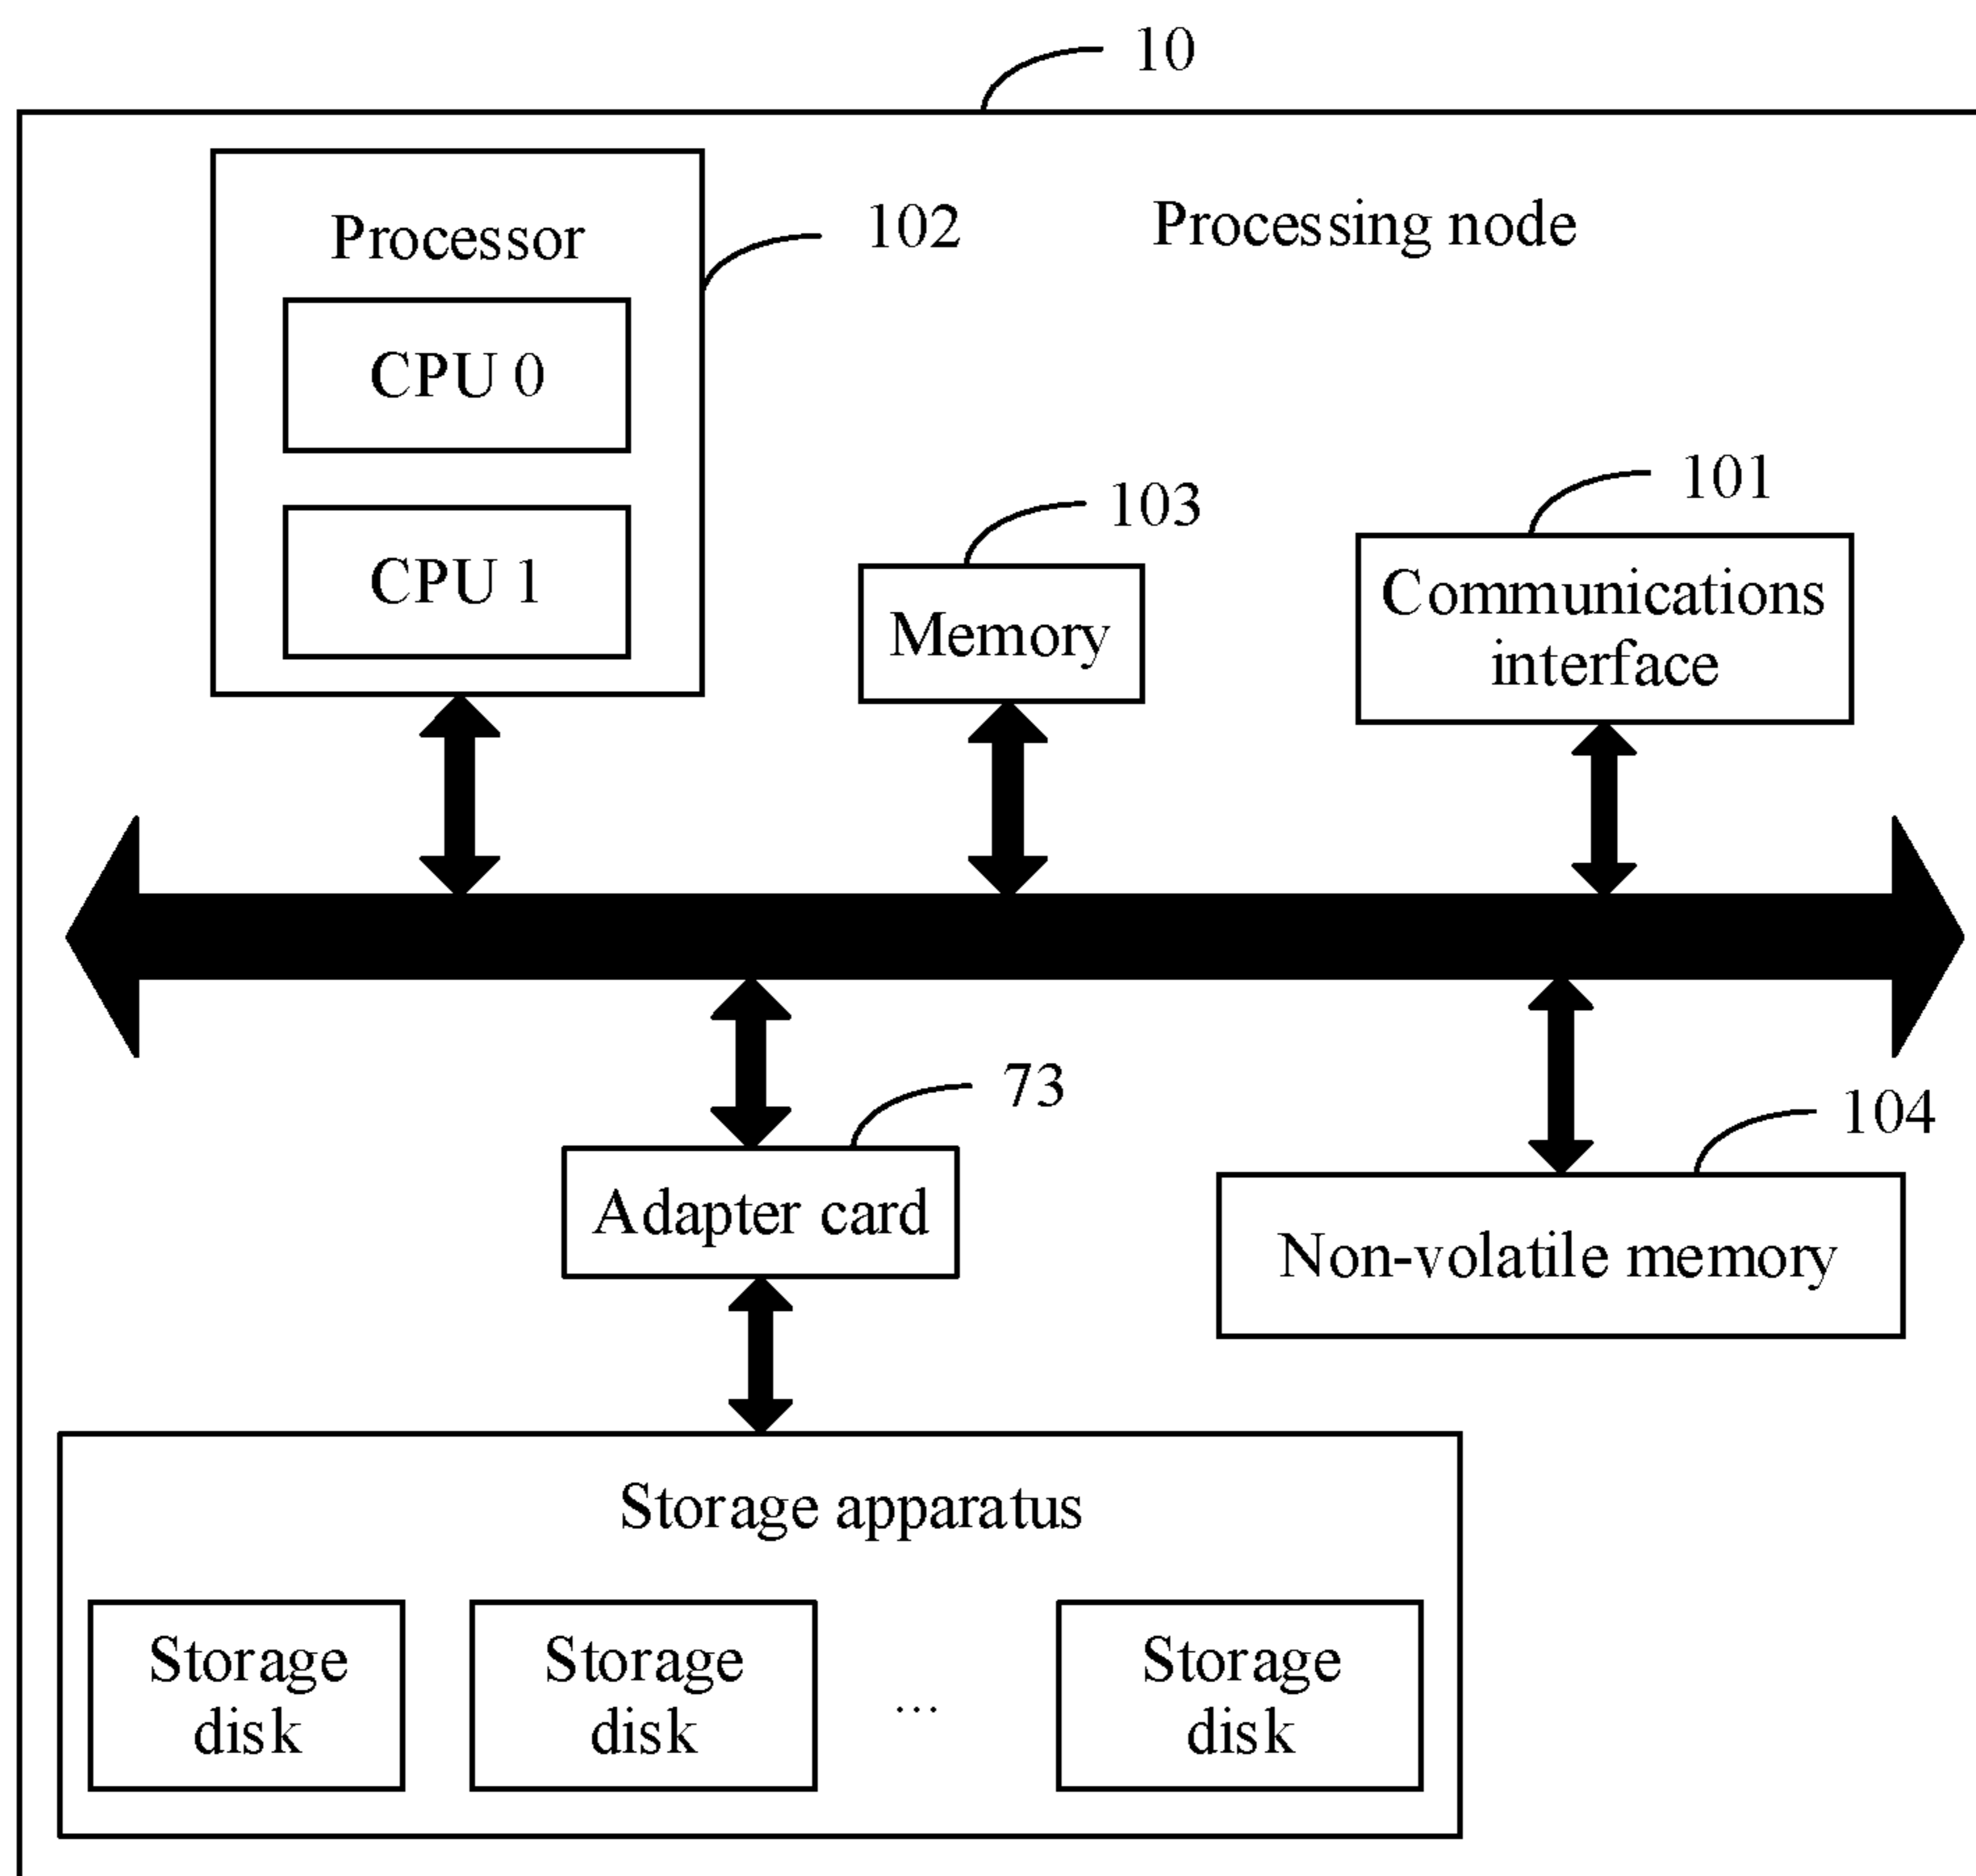 10
Processor
102
Processing node
CPU 0
CPU 1
103
101
Memory
Communications
interface
73
104
Adapter card
Non-volatile memory
Storage apparatus
Storage
disk
Storage
disk
...
Storage
disk